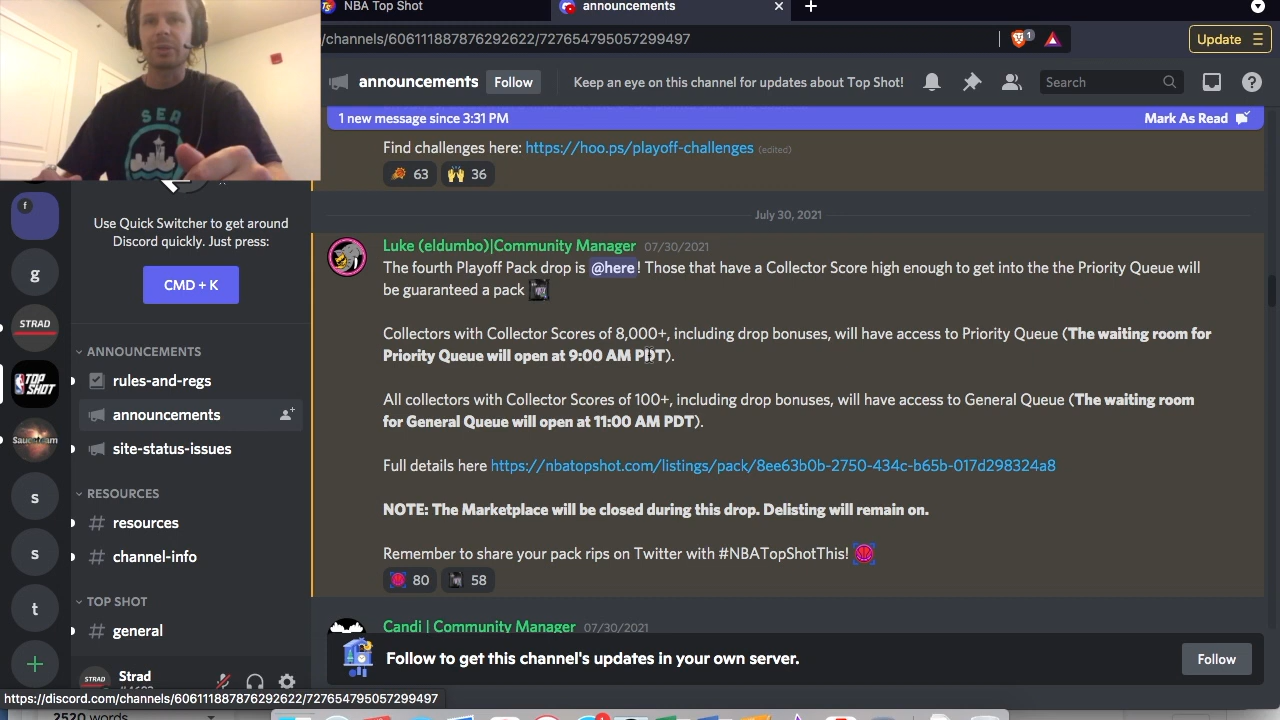 NBA Top Shot
announcements
/channels/606111887876292622/727654795057299497
1
Update
announcements
Follow
Keep an eye on this channel for updates about Top Shot!
Search
1 new message since 3:31 PM
Mark As Read
Find challenges here: https://hoo.ps/playoff-challenges (edited)
63
36
SEA
July 30, 2021
f
Use Quick Switcher to get around
Discord quickly. Just press:
CMD + K
g
STRAD
TOP SHOT
Sauceteam
s
s
t
ANNOUNCEMENTS
rules-and-regs
announcements
site-status-issues
RESOURCES
resources
channel-info
TOP SHOT
general
STRAD
Strad
Luke (eldumbo)|Community Manager 07/30/2021
The fourth Playoff Pack drop is @here! Those that have a Collector Score high enough to get into the the Priority Queue will
be guaranteed a pack
Collectors with Collector Scores of 8,000+, including drop bonuses, will have access to Priority Queue (The waiting room for
Priority Queue will open at 9:00 AM PDT).
All collectors with Collector Scores of 100+, including drop bonuses, will have access to General Queue (The waiting room
for General Queue will open at 11:00 AM PDT).
Full details here https://nbatopshot.com/listings/pack/8ee63b0b-2750-434c-b65b-017d298324a8
NOTE: The Marketplace will be closed during this drop. Delisting will remain on.
Remember to share your pack rips on Twitter with #NBATopShotThis!
80
58
Candi | Community Manager 07/30/2021
Follow to get this channel's updates in your own server.
Follow
https://discord.com/channels/606111887876292622/727654795057299497
2520 words